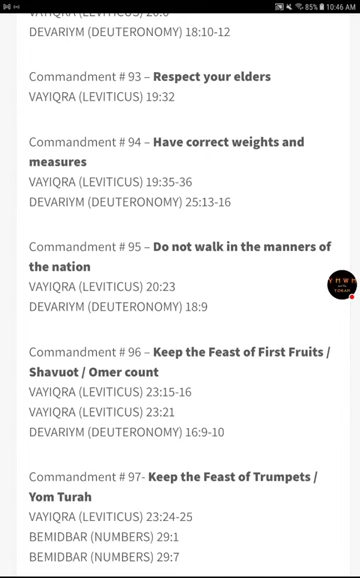 85% 10:46 AM
DEVARIYM (DEUTERONOMY) 18:10-12
Commandment # 93 – Respect your elders
VAYIQRA (LEVITICUS) 19:32
Commandment # 94 – Have correct weights and
measures
VAYIQRA (LEVITICUS) 19:35-36
DEVARIYM (DEUTERONOMY) 25:13-16
Commandment # 95 – Do not walk in the manners of
the nation
VAYIQRA (LEVITICUS) 20:23
DEVARIYM (DEUTERONOMY) 18:9
Commandment # 96 – Keep the Feast of First Fruits /
Shavuot / Omer count
VAYIQRA (LEVITICUS) 23:15-16
VAYIQRA (LEVITICUS) 23:21
DEVARIYM (DEUTERONOMY) 16:9-10
Commandment # 97- Keep the Feast of Trumpets /
Yom Turah
VAYIQRA (LEVITICUS) 23:24-25
BEMIDBAR (NUMBERS) 29:1
BEMIDBAR (NUMBERS) 29:7